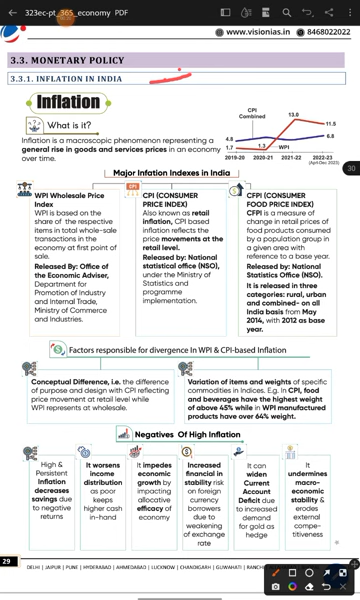 323ec-pt_365_economy PDF
www.visionias.in 8468022022
3.3. MONETARY POLICY
3.3.1. INFLATION IN INDIA
Inflation
What is it?
Inflation is a macroscopic phenomenon representing a
general rise in goods and services prices in an economy
over time.
CPI
Combined
13.0
11.5
4.8
6.8
1.7
1.3
WPI
2019-20 2020-21 2021-22 2022-23
(April-Dec 2023)
30
Major Inflation Indexes in India
WPI Wholesale Price
Index
WPI is based on the
share of the respective
items in total whole-sale
transactions in the
economy at first point of
sale.
Released By: Office of
the Economic Adviser,
Department for
Promotion of Industry
and Internal Trade,
Ministry of Commerce
and Industries.
CPI
CPI (CONSUMER
PRICE INDEX)
Also known as retail
inflation, CPI based
inflation reflects the
price movements at the
retail level.
Released by: National
statistical office (NSO),
under the Ministry of
Statistics and
programme
implementation.
CFPI (CONSUMER
FOOD PRICE INDEX)
CFPI is a measure of
change in retail prices of
food products consumed
by a population group in
a given area with
reference to a base year.
Released by: National
Statistics Office (NSO).
It is released in three
categories: rural, urban
and combined- on all
India basis from May
2014, with 2012 as base
year.
Factors responsible for divergence In WPI & CPI-based Inflation
Conceptual Difference, i.e. the difference
of purpose and design with CPI reflecting
price movement at retail level while
WPI represents at wholesale.
Variation of items and weights of specific
commodities in Indices. E.g. In CPI, food
and beverages have the highest weight
of above 45% while in WPI manufactured
products have over 64% weight.
Negatives Of High Inflation
High &
Persistent
Inflation
decreases
savings due
to negative
returns
It worsens
income
distribution
as poor
keeps
higher cash
in-hand
It impedes
economic
growth by
impacting
allocative
efficacy of
economy
Increased
financial in
stability risk
on foreign
currency
borrowers
due to
weakening
of exchange
rate
It can
widen
Current
Account
Deficit due
to increased
demand for
gold as
hedge
It
undermines
macro-
economic
stability &
erodes
external
compe-
titiveness
29
DELHI | JAIPUR | PUNE | HYDERABAD | AHMEDABAD | LUCKNOW | CHANDIGARH | GUWAHATI |